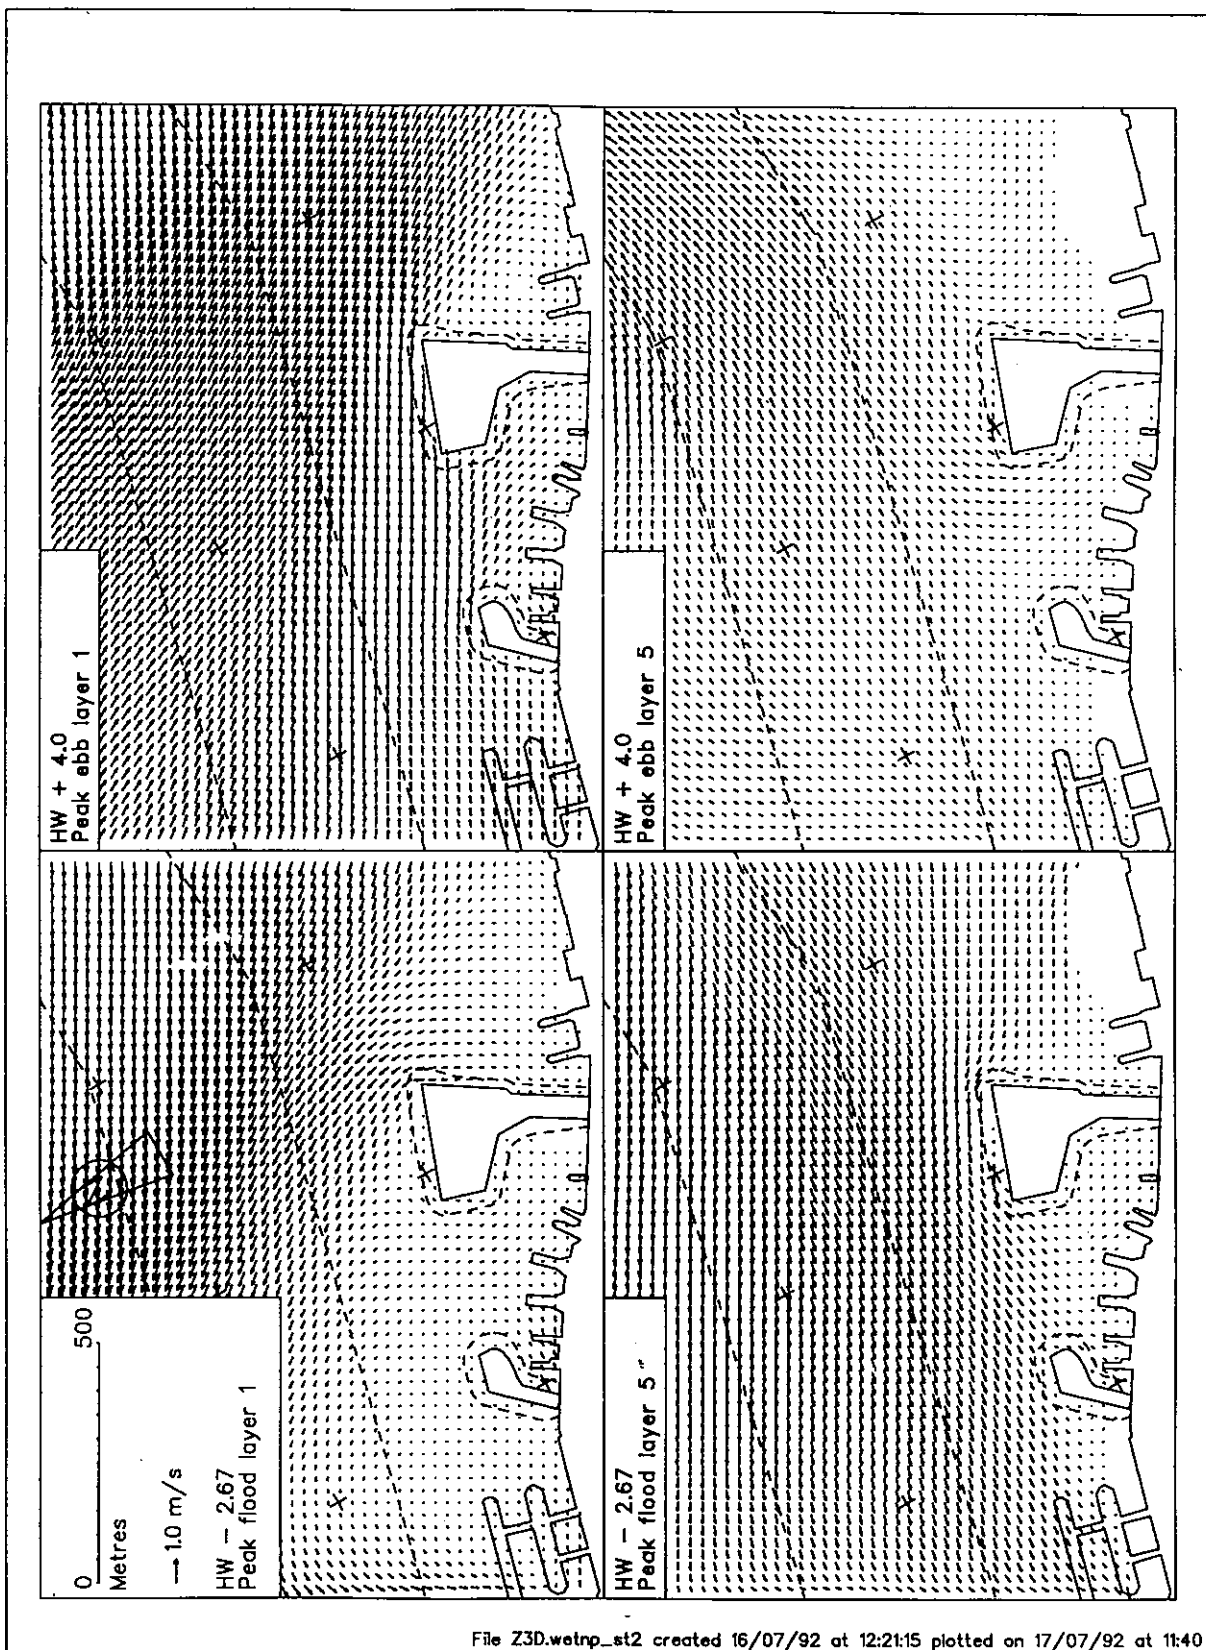 HW + 4.0
Peak ebb layer 1
HW + 4.0
Peak ebb layer 5
0 500
Metres
1.0 m/s
HW - 2.67
Peak flood layer 1
HW - 2.67
Peak flood layer 5
File Z3D.wetnp_st2 created 16/07/92 at 12:21:15 plotted on 17/07/92 at 11:40